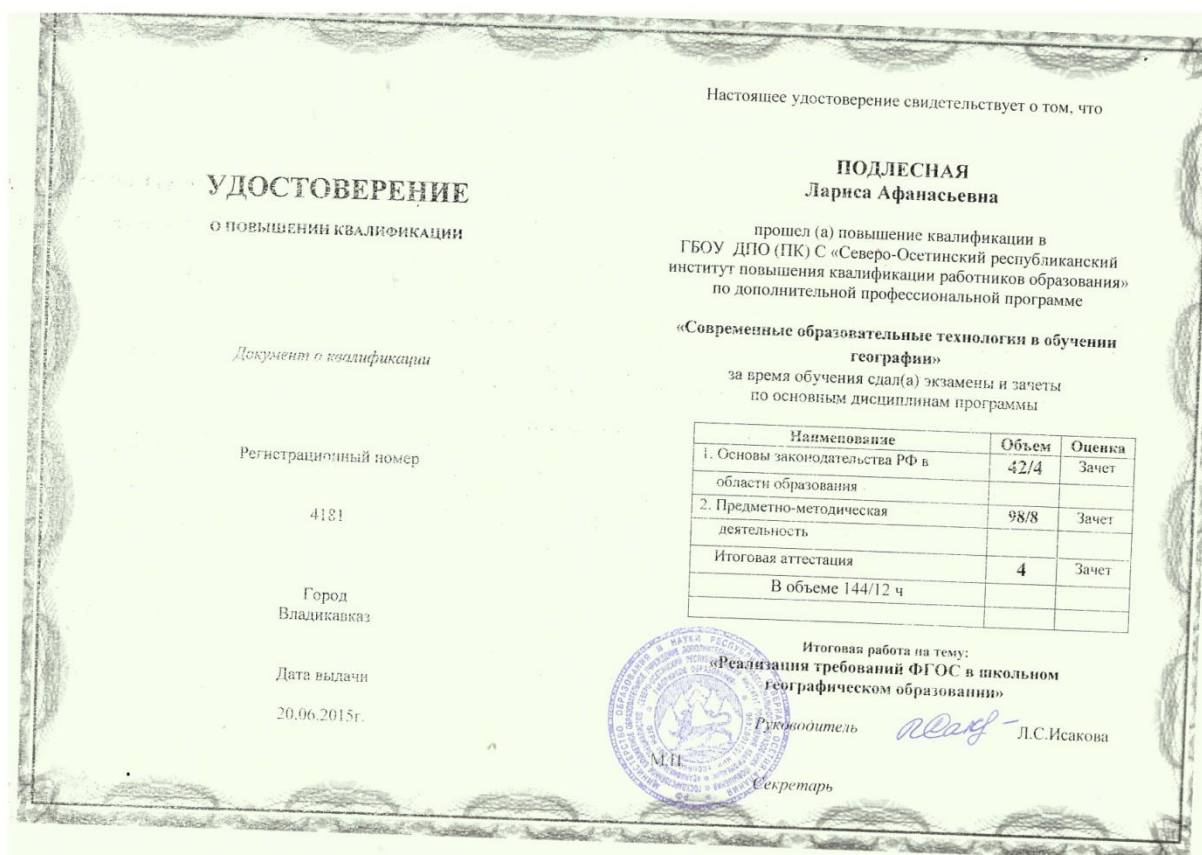 УДОСТОВЕРЕНИЕ
О ПОВЫШЕНИИ КВАЛИФИКАЦИИ
Документ о квалификации
Регистрационный номер
4181
Город
Владикавказ
Дата выдачи
20.06.2015г.
Настоящее удостоверение свидетельствует о том, что
ПОДЛЕСНАЯ
Лариса Афанасьевна
прошел (а) повышение квалификации в
ГБОУ ДПО (ПК) С «Северо-Осетинский республиканский
институт повышения квалификации работников образования»
по дополнительной профессиональной программе
«Современные образовательные технологии в обучении
географии»
за время обучения сдал(а) экзамены и зачеты
по основным дисциплинам программы
Наименование Объем Оценка
1. Основы законодательства РФ в 42/4 Зачет
области образования
2. Предметно-методическая 98/8 Зачет
деятельность
Итоговая аттестация 4 Зачет
В объеме 144/12 ч
Итоговая работа на тему:
«Реализация требований ФГОС в школьном
географическом образовании»
Руководитель Л.С.Исакова
М.П.
Секретарь